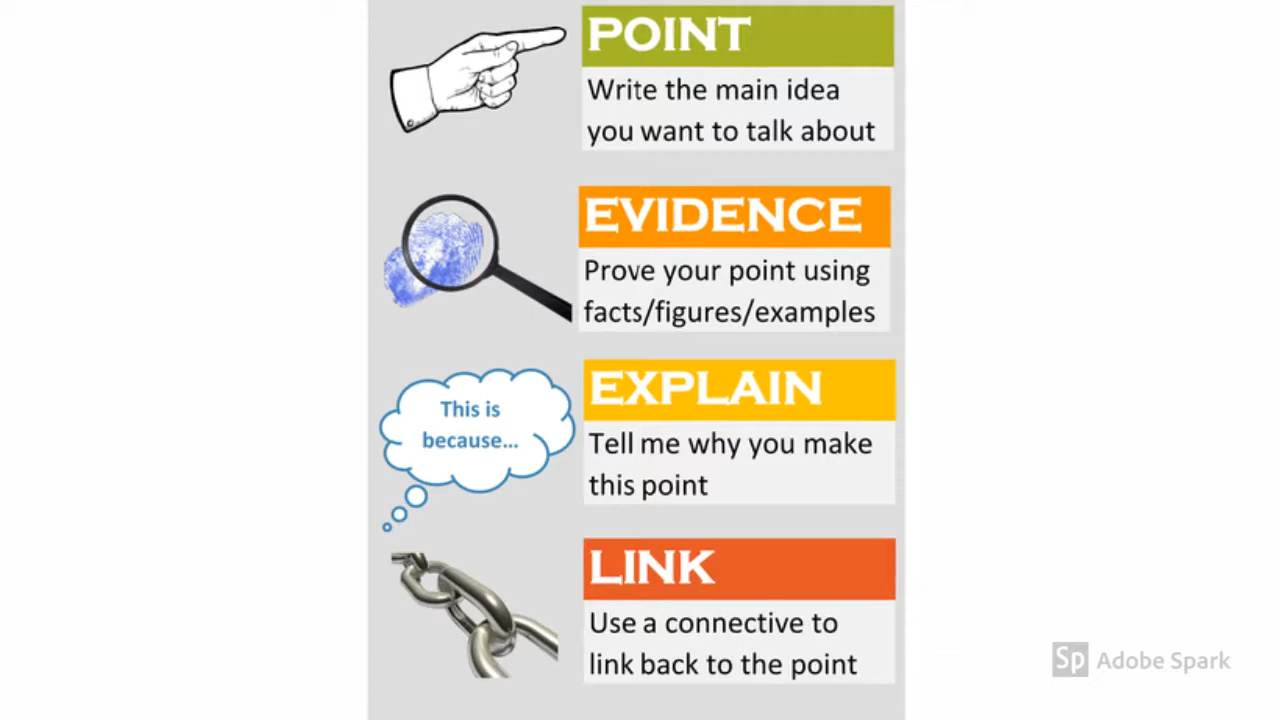 POINT
Write the main idea
you want to talk about
EVIDENCE
Prove your point using
facts/figures/examples
This is
because...
EXPLAIN
Tell me why you make
this point
LINK
Use a connective to
link back to the point
Sp Adobe Spark